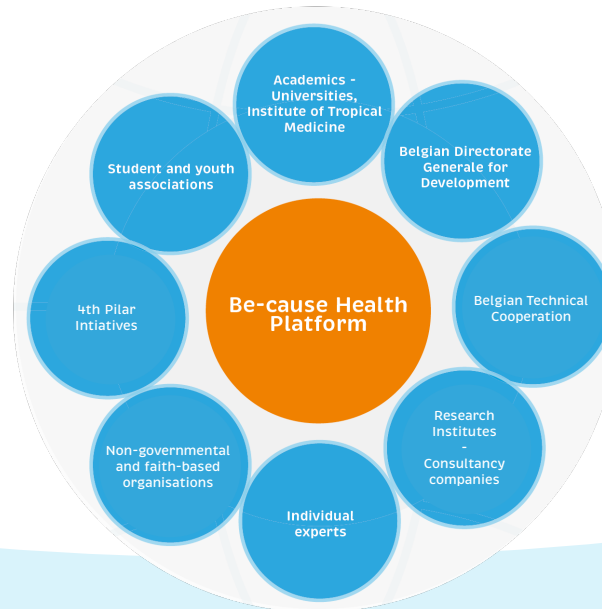 Academics -
Universities,
Institute of Tropical
Medicine
Belgian Directorate
Generale for
Development
Student and youth
associations
Be-cause Health
Platform
Belgian Technical
Cooperation
4th Pilar
Intiatives
Research
Institutes
-
Consultancy
companies
Non-governmental
and faith-based
organisations
Individual
experts